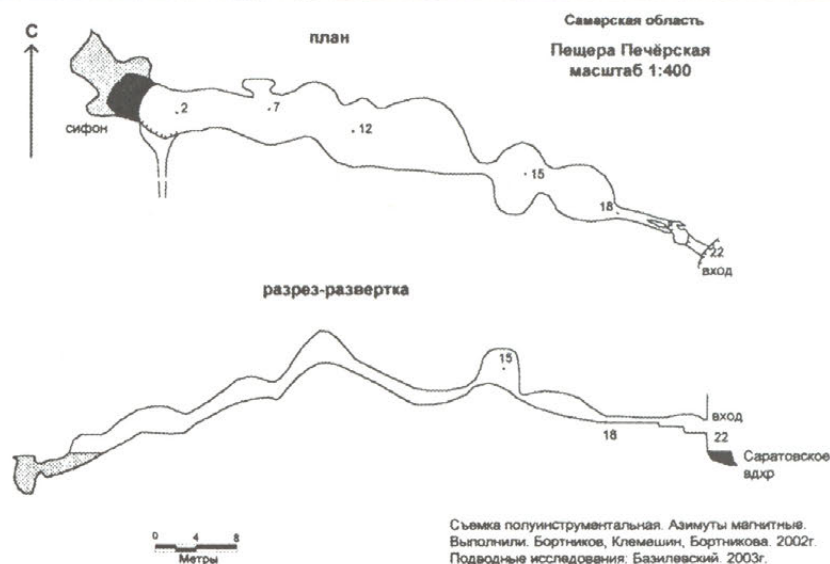 С
план
Самарская область
Пещера Печёрская
масштаб 1:400
2
7
12
15
18
22
сифон
вход
разрез-развертка
15
вход
18
22
Саратовское
вдхр
0 4 8
Метры
Съемка полуинструментальная. Азимуты магнитные.
Выполнили. Бортников, Клемешин, Бортникова. 2002г.
Подводные исследования: Базилевский. 2003г.